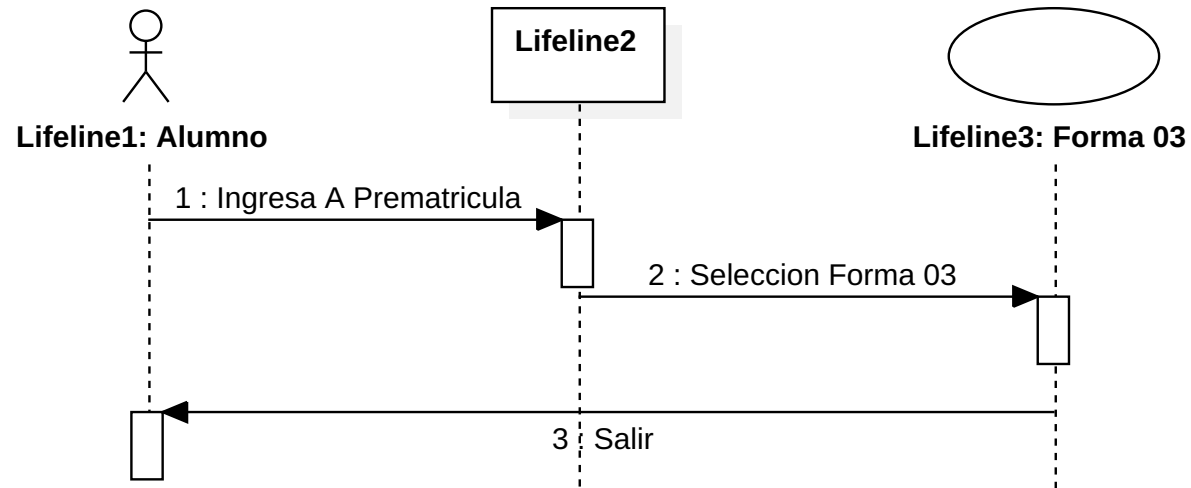 Lifeline2
Lifeline1: Alumno
Lifeline3: Forma 03
1 : Ingresa A Prematricula
2 : Seleccion Forma 03
3 : Salir